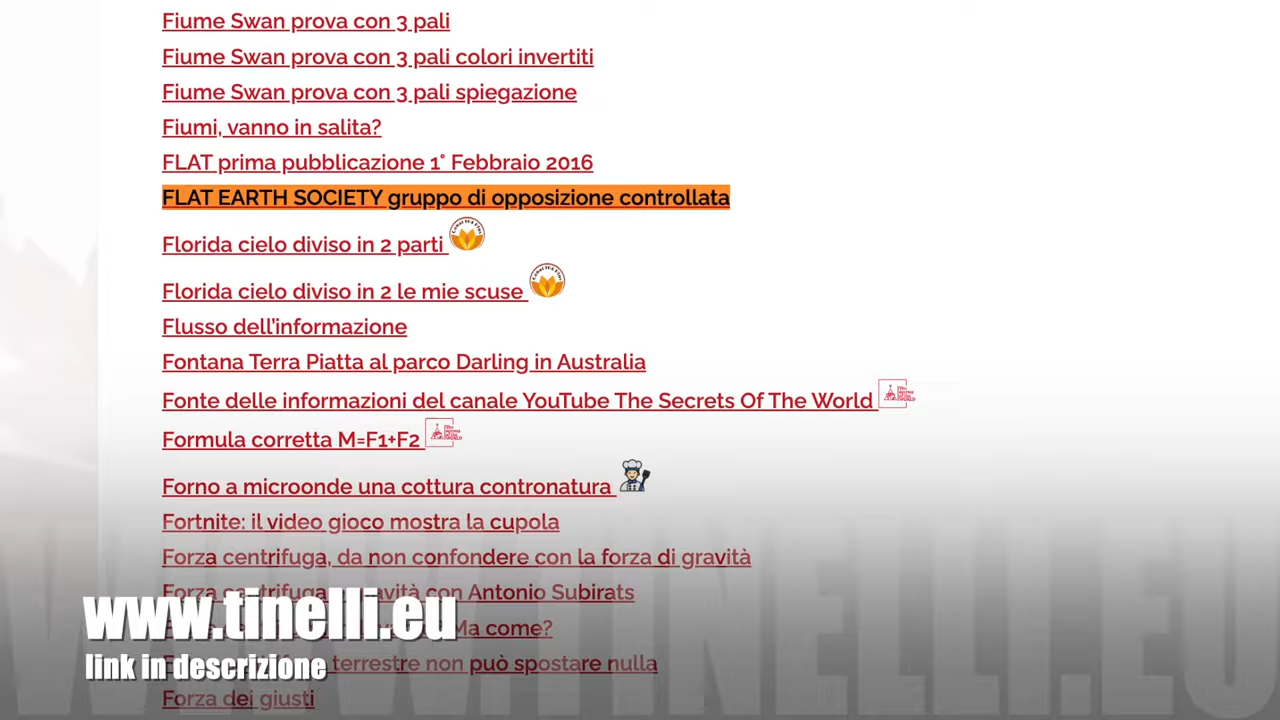 Fiume Swan prova con 3 pali
Fiume Swan prova con 3 pali colori invertiti
Fiume Swan prova con 3 pali spiegazione
Fiumi, vanno in salita?
FLAT prima pubblicazione 1° Febbraio 2016
FLAT EARTH SOCIETY gruppo di opposizione controllata
Florida cielo diviso in 2 parti
Florida cielo diviso in 2 le mie scuse
Flusso dell'informazione
Fontana Terra Piatta al parco Darling in Australia
Fonte delle informazioni del canale YouTube The Secrets Of The World
Formula corretta M=F1+F2
Forno a microonde una cottura contronatura
Fortnite: il video gioco mostra la cupola
Forza centrifuga, da non confondere con la forza di gravità
Forza con Antonio Subirats
www.tinelli.eu
Ma come?
link in descrizione
terrestre non può spostare nulla
Forza dei giusti
WWW.TINELLI.EU